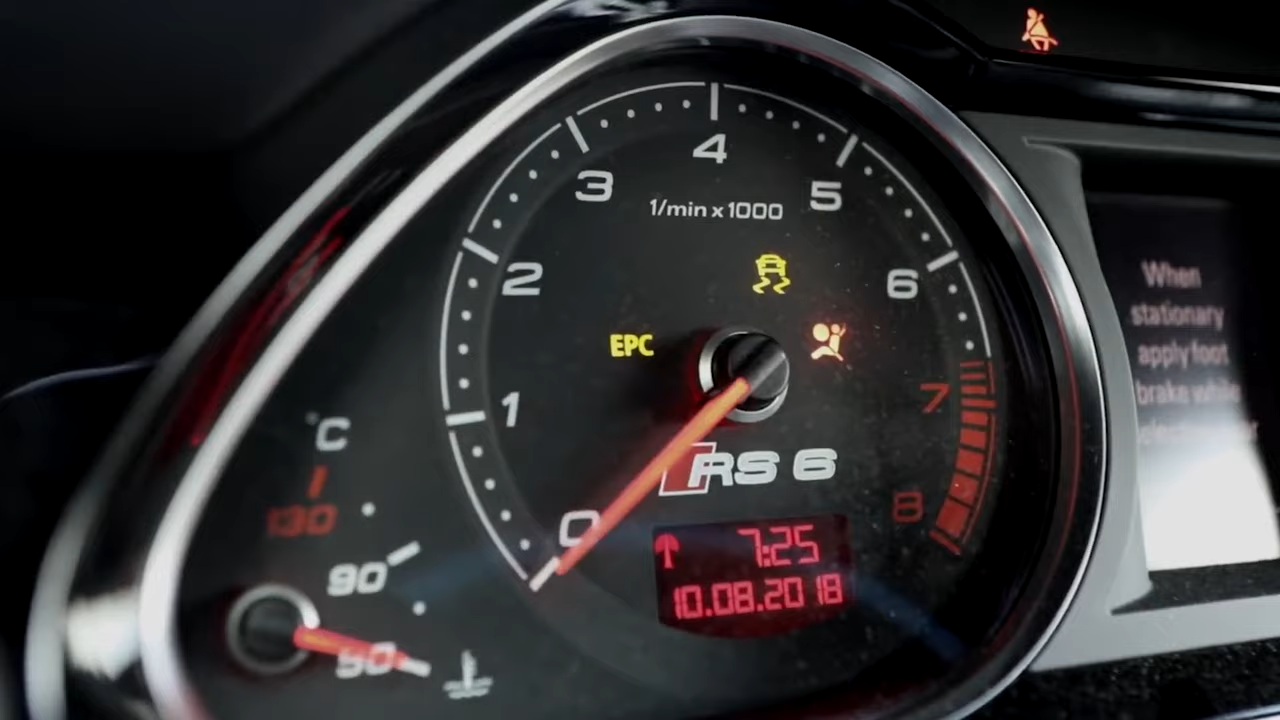 4
3
5
1/min x 1000
2
6
EPC
1
7
°C
RS 6
130
0
8
7:25
90
10.08.2018
50
When
stationary
apply foot
brake while